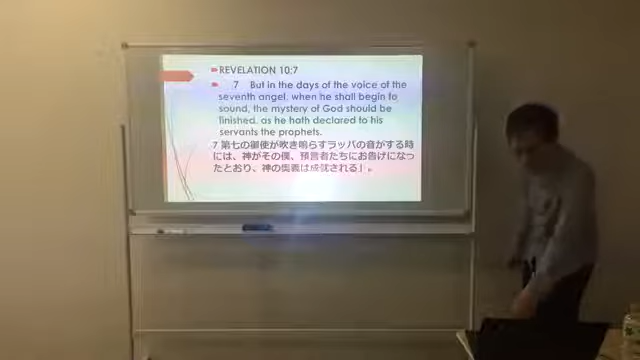 REVELATION 10:7
7 But in the days of the voice of the
seventh angel, when he shall begin to
sound, the mystery of God should be
finished, as he hath declared to his
servants the prophets.
7 第七の御使が吹き鳴らすラッパの音がする時
には、神がその僕、預言者たちにお告げになっ
たとおり、神の奥義は成就される」。